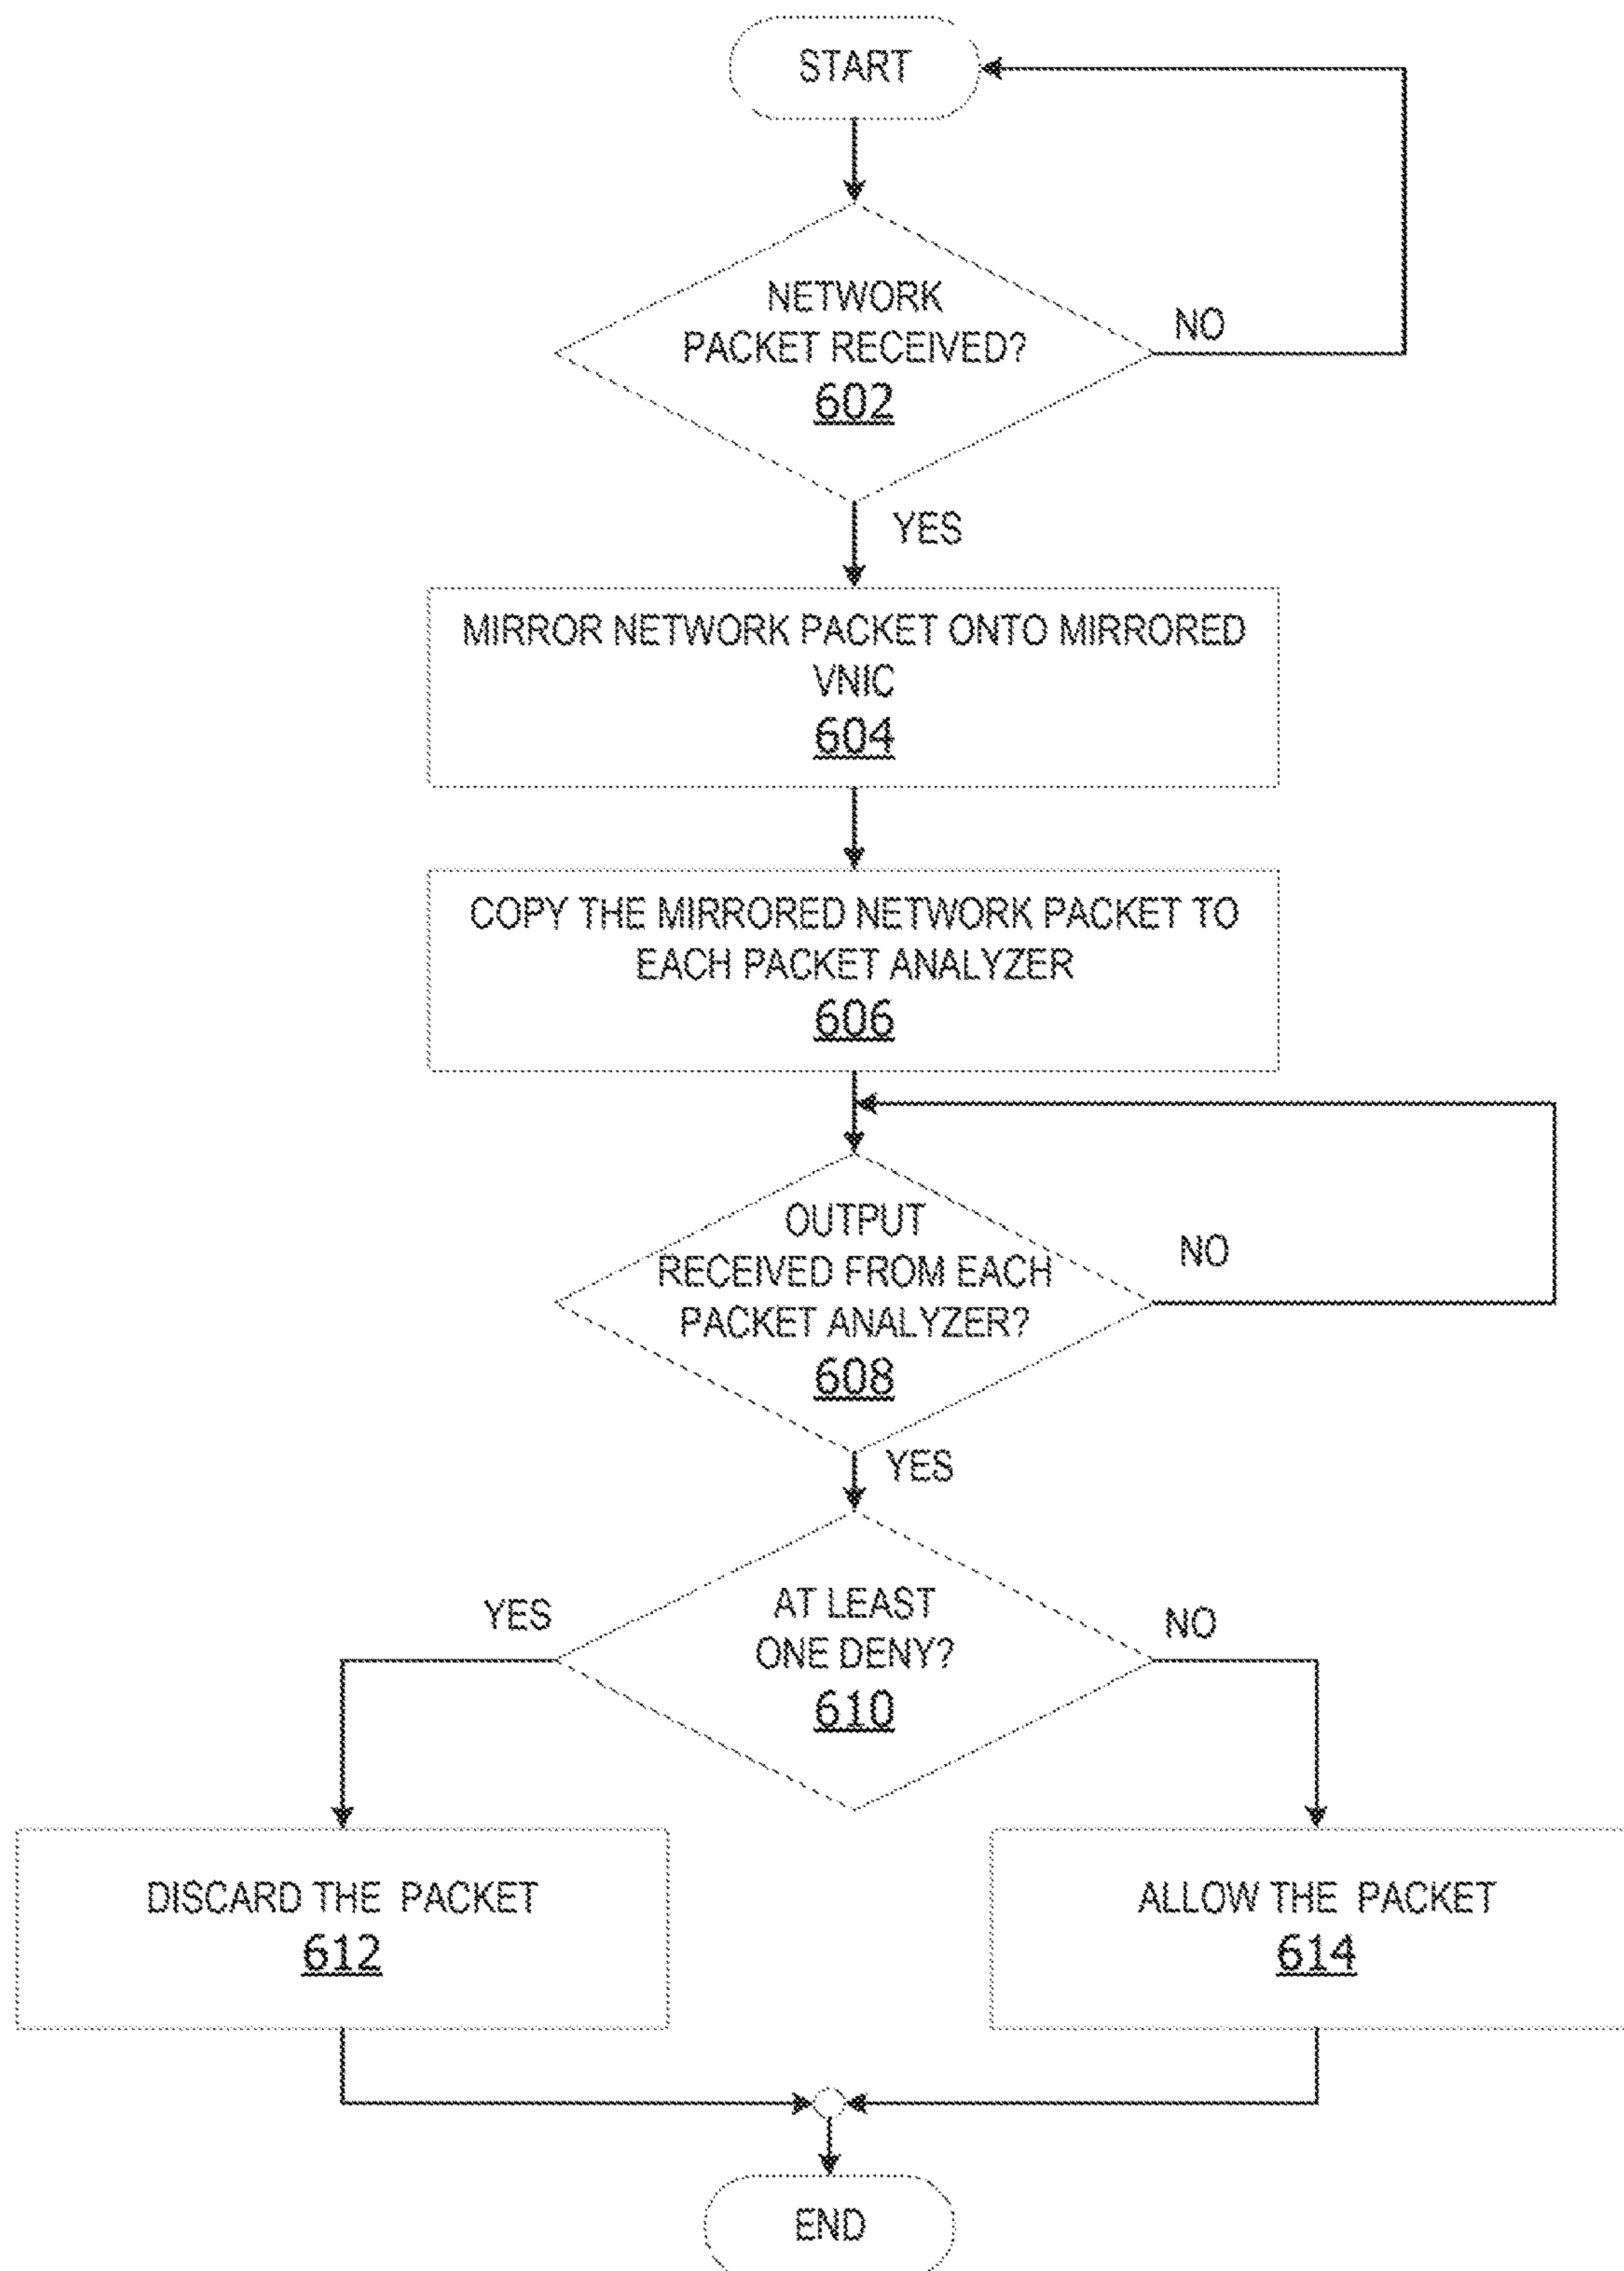 START
NETWORK
PACKET RECEIVED?
602
NO
YES
MIRROR NETWORK PACKET ONTO MIRRORED
VNIC
604
COPY THE MIRRORED NETWORK PACKET TO
EACH PACKET ANALYZER
606
OUTPUT
RECEIVED FROM EACH
PACKET ANALYZER?
608
NO
YES
AT LEAST
ONE DENY?
610
YES
NO
DISCARD THE PACKET
612
ALLOW THE PACKET
614
END